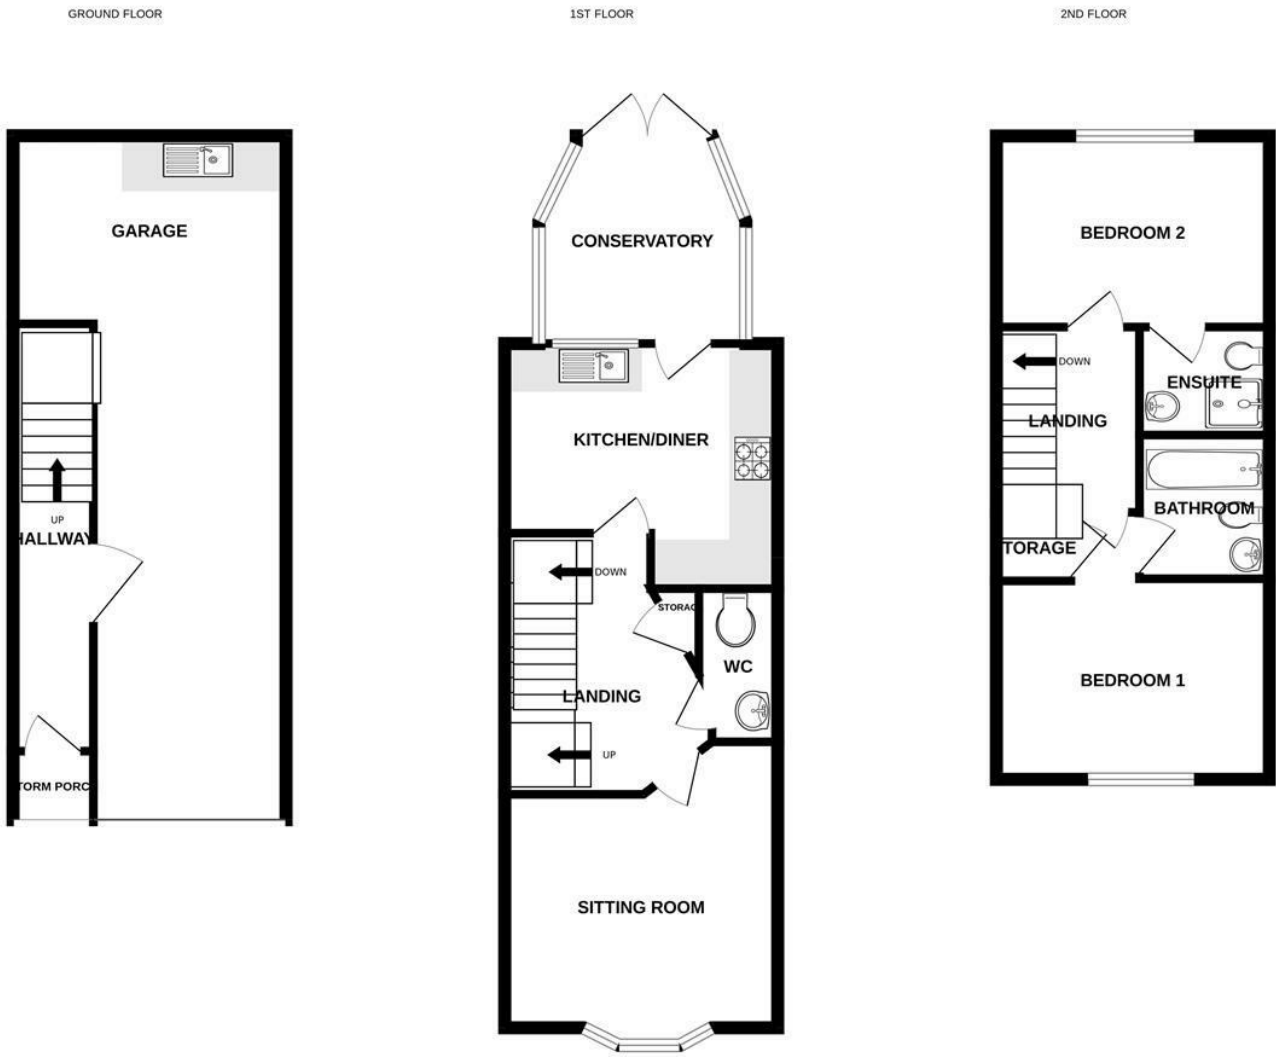 GROUND FLOOR
GARAGE
UP
HALLWAY
TORM PORC
1ST FLOOR
CONSERVATORY
KITCHEN/DINER
DOWN
STORAG
WC
LANDING
UP
SITTING ROOM
2ND FLOOR
BEDROOM 2
DOWN
ENSUITE
LANDING
BATHROOM
TORAGE
BEDROOM 1